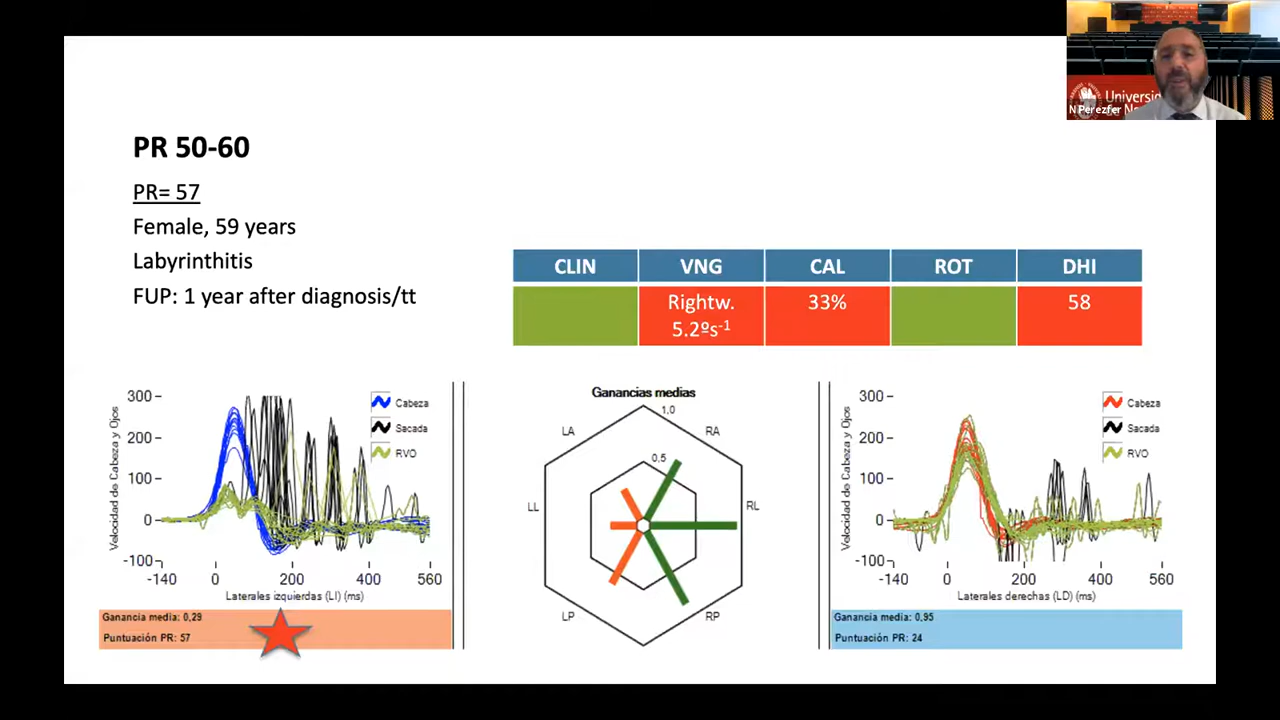 Universid
N Perezfer
PR 50-60
PR= 57
Female, 59 years
Labyrinthitis
FUP: 1 year after diagnosis/tt
CLIN VNG CAL ROT DHI
Rightw. 33% 58
5.2ºs-1
300
200
100
0
-100
Velocidad de Cabeza y Ojos
Cabeza
Sacada
RVO
-140 0 200 400 560
Laterales izquierdas (LI) (ms)
Ganancia media: 0,29
Puntuación PR: 57
Ganancias medias
1,0
LA RA
0,5
LL RL
LP RP
300
200
100
0
-100
Velocidad de Cabeza y Ojos
Cabeza
Sacada
RVO
-140 0 200 400 560
Laterales derechas (LD) (ms)
Ganancia media: 0,95
Puntuación PR: 24